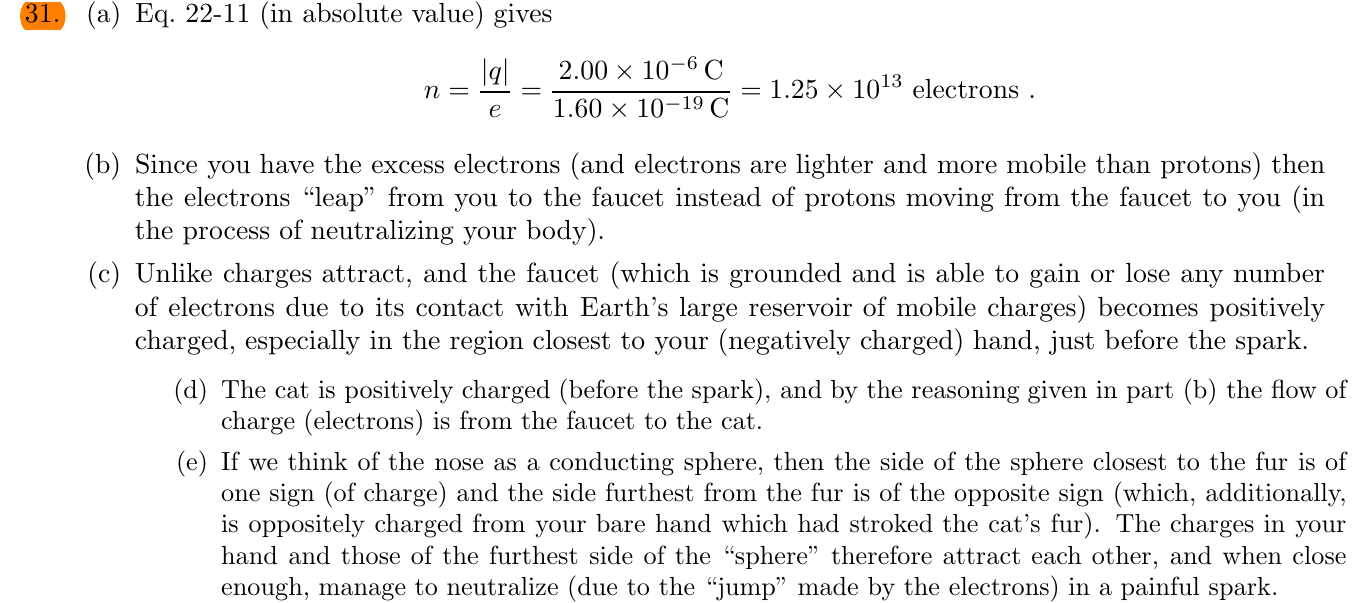 31. (a) Eq. 22-11 (in absolute value) gives
n = |q| / e = 2.00 × 10⁻⁶ C / 1.60 × 10⁻¹⁹ C = 1.25 × 10¹³ electrons .
(b) Since you have the excess electrons (and electrons are lighter and more mobile than protons) then
the electrons “leap” from you to the faucet instead of protons moving from the faucet to you (in
the process of neutralizing your body).
(c) Unlike charges attract, and the faucet (which is grounded and is able to gain or lose any number
of electrons due to its contact with Earth’s large reservoir of mobile charges) becomes positively
charged, especially in the region closest to your (negatively charged) hand, just before the spark.
(d) The cat is positively charged (before the spark), and by the reasoning given in part (b) the flow of
charge (electrons) is from the faucet to the cat.
(e) If we think of the nose as a conducting sphere, then the side of the sphere closest to the fur is of
one sign (of charge) and the side furthest from the fur is of the opposite sign (which, additionally,
is oppositely charged from your bare hand which had stroked the cat’s fur). The charges in your
hand and those of the furthest side of the “sphere” therefore attract each other, and when close
enough, manage to neutralize (due to the “jump” made by the electrons) in a painful spark.